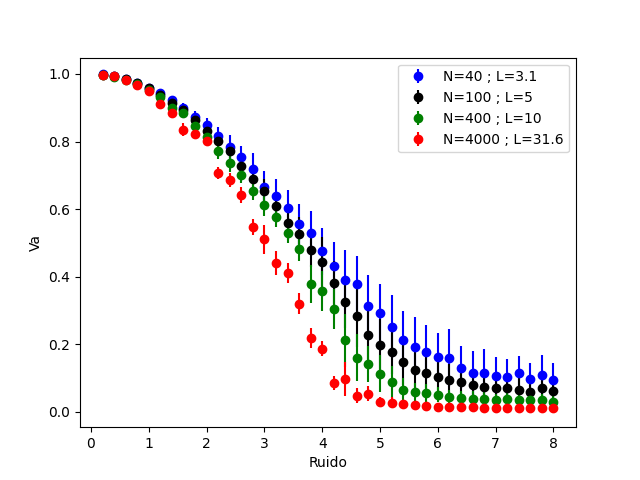 N=40 ; L=3.1
N=100 ; L=5
N=400 ; L=10
N=4000 ; L=31.6
1.0
0.8
0.6
0.4
0.2
0.0
Va
0 1 2 3 4 5 6 7 8
Ruido